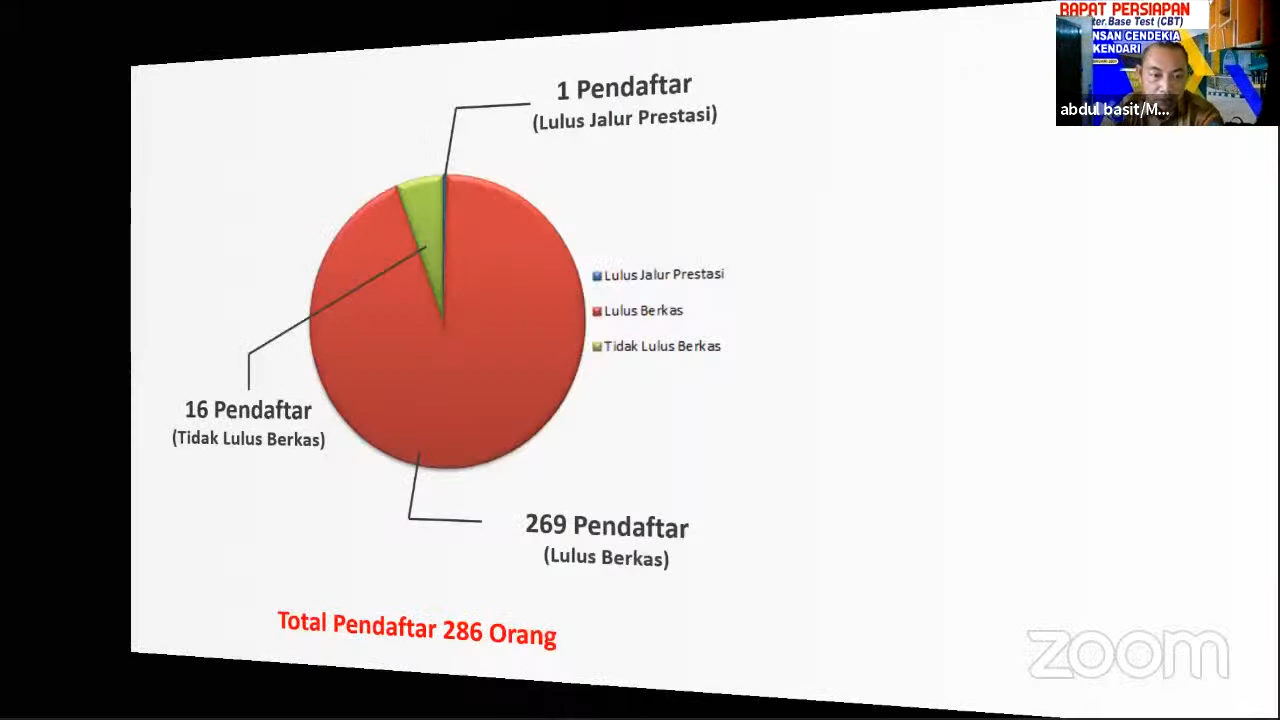 RAPAT PERSIAPAN
ter Base Test (CBT)
NSAN CENDEKIA
KENDARI
abdul basit/M...
1 Pendaftar
(Lulus Jalur Prestasi)
Lulus Jalur Prestasi
Lulus Berkas
Tidak Lulus Berkas
16 Pendaftar
(Tidak Lulus Berkas)
269 Pendaftar
(Lulus Berkas)
Total Pendaftar 286 Orang
zoom